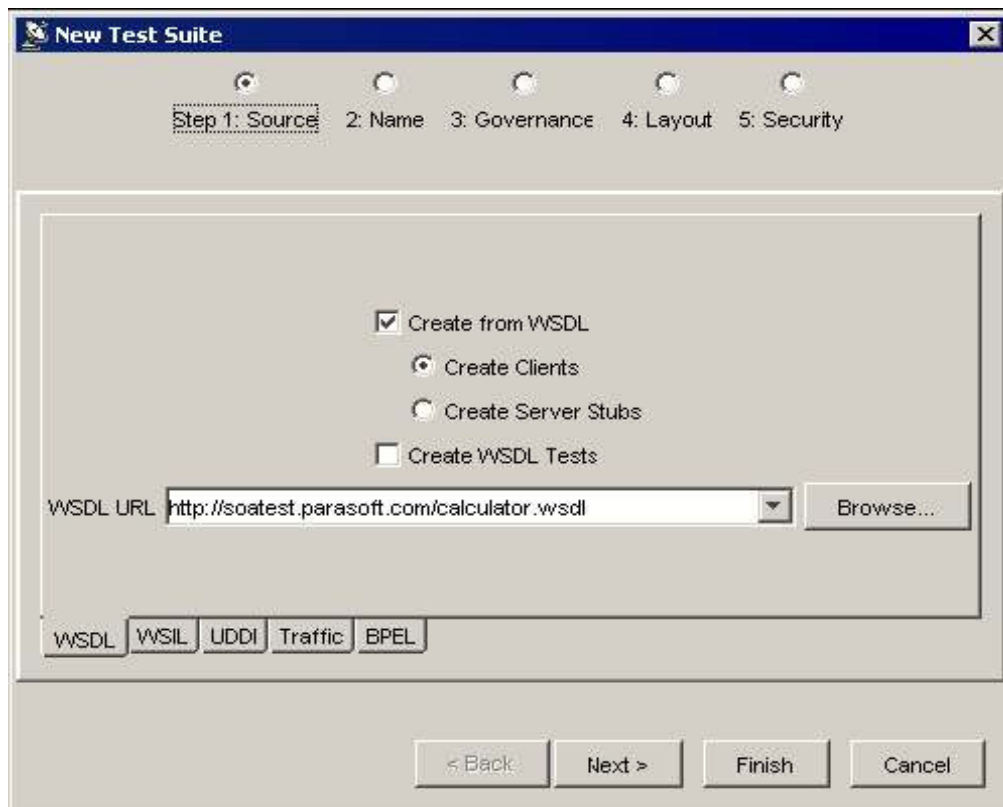 New Test Suite
Step 1: Source 2: Name 3: Governance 4: Layout 5: Security
Create from WSDL
Create Clients
Create Server Stubs
Create WSDL Tests
WSDL URL http://soatest.parasoft.com/calculator.wsdl Browse...
WSDL WSIL UDDI Traffic BPEL
< Back Next > Finish Cancel